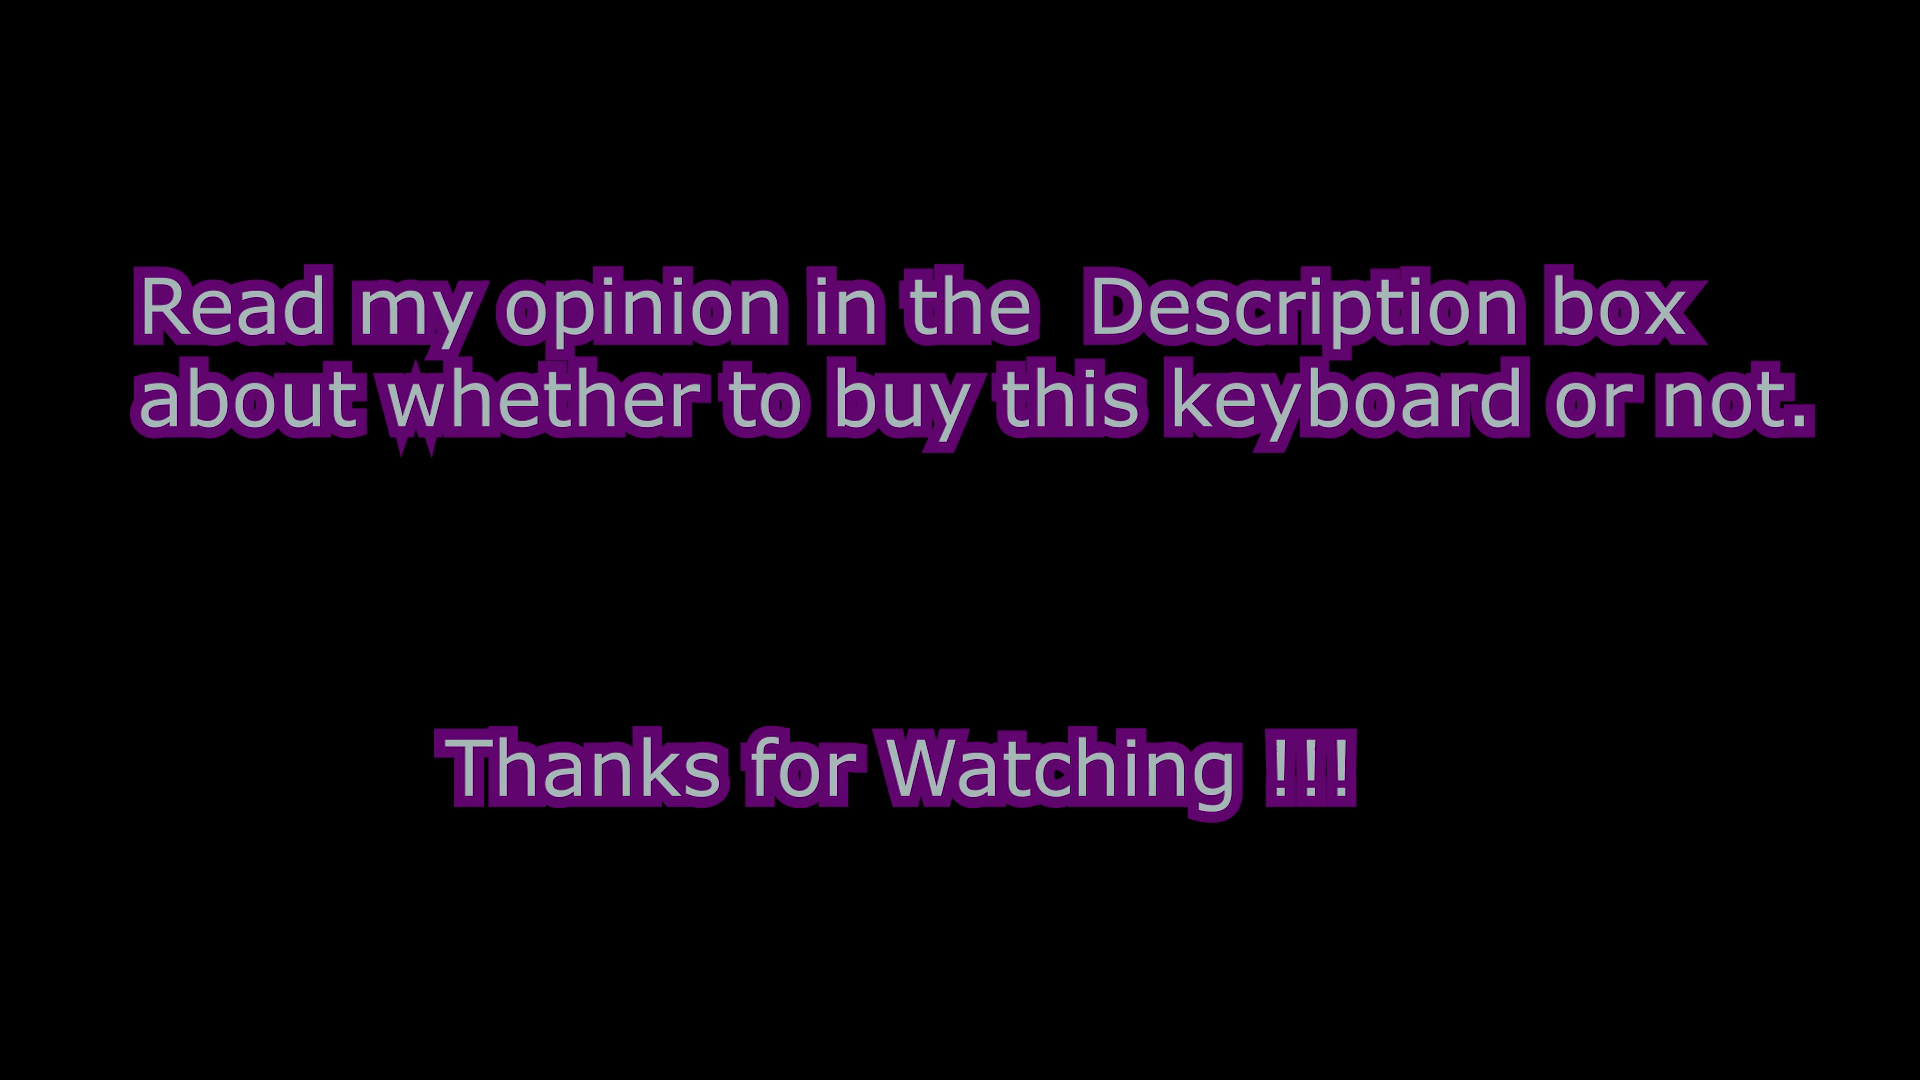 Read my opinion in the  Description box
about whether to buy this keyboard or not.
Thanks for Watching !!!